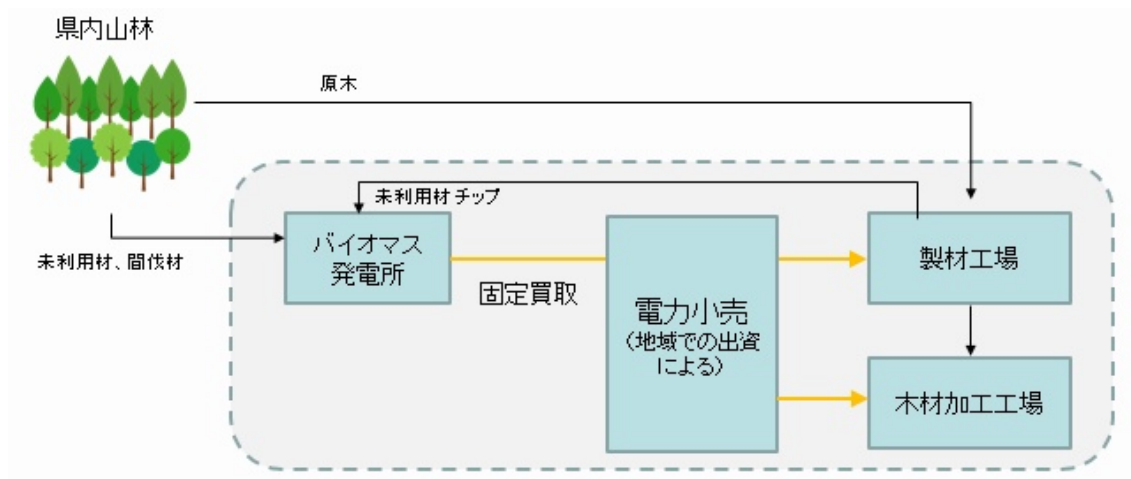 県内山林
原木
未利用材チップ
未利用材、間伐材
バイオマス
発電所
固定買取
電力小売
（地域での出資
による）
製材工場
木材加工工場